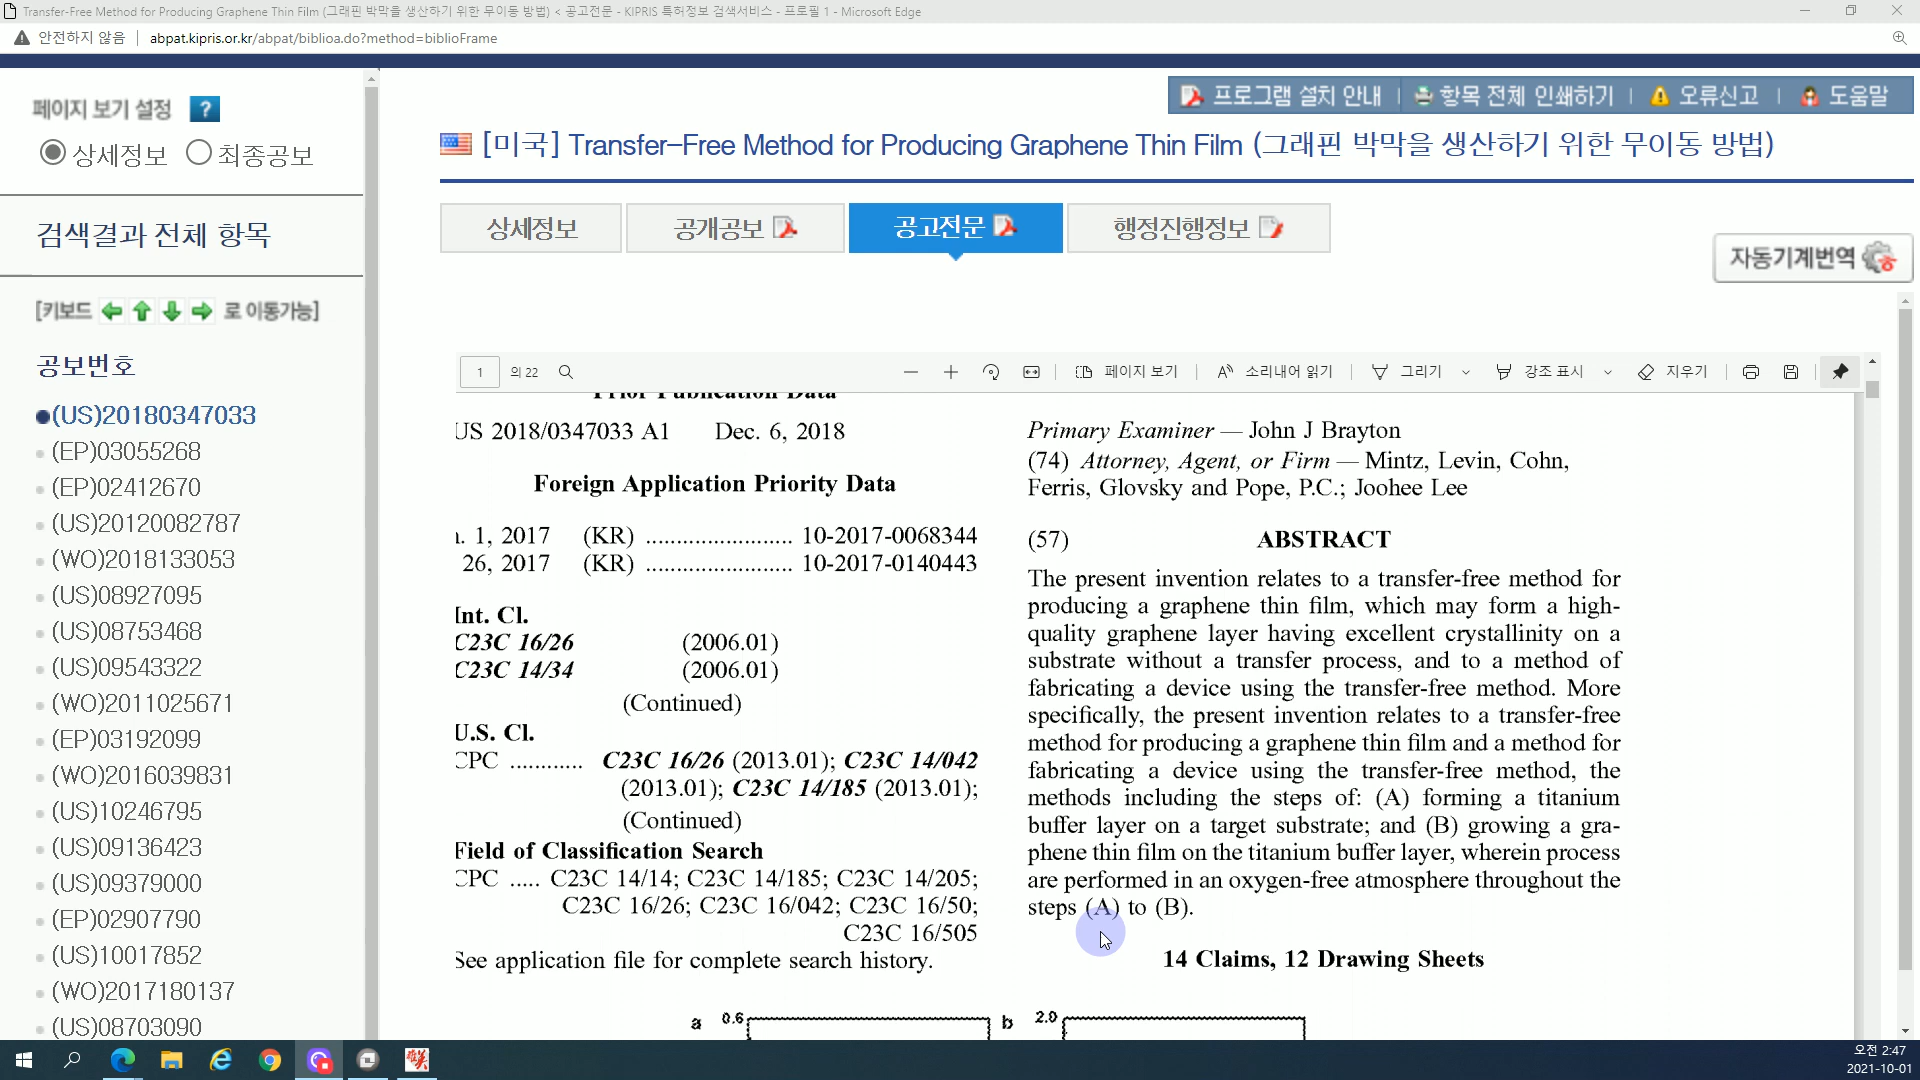 Transfer-Free Method for Producing Graphene Thin Film (그래핀 박막을 생산하기 위한 무이동 방법) < 공고전문 - KIPRIS 특허정보 검색서비스 - 프로필 1 - Microsoft Edge
안전하지 않음 abpat.kipris.or.kr/abpat/biblioa.do?method=biblioFrame
페이지 보기 설정 ?
상세정보 최종공보
검색결과 전체 항목
[키보드 로 이동가능]
공보번호
(US)20180347033
(EP)03055268
(EP)02412670
(US)20120082787
(WO)2018133053
(US)08927095
(US)08753468
(US)09543322
(WO)2011025671
(EP)03192099
(WO)2016039831
(US)10246795
(US)09136423
(US)09379000
(EP)02907790
(US)10017852
(WO)2017180137
(US)08703090
프로그램 설치 안내 | 항목 전체 인쇄하기 | 오류신고 | 도움말
[미국] Transfer-Free Method for Producing Graphene Thin Film (그래핀 박막을 생산하기 위한 무이동 방법)
상세정보 공개공보 공고전문 행정진행정보
자동기계번역
1 의 22 페이지 보기 소리내어 읽기 그리기 강조 표시 지우기
Prior Publication Data
US 2018/0347033 A1 Dec. 6, 2018
Foreign Application Priority Data
1, 2017 (KR) ........................ 10-2017-0068344
26, 2017 (KR) ........................ 10-2017-0140443
Int. Cl.
C23C 16/26 (2006.01)
C23C 14/34 (2006.01)
(Continued)
U.S. Cl.
CPC ............ C23C 16/26 (2013.01); C23C 14/042
(2013.01); C23C 14/185 (2013.01);
(Continued)
Field of Classification Search
CPC ..... C23C 14/14; C23C 14/185; C23C 14/205;
C23C 16/26; C23C 16/042; C23C 16/50;
C23C 16/505
See application file for complete search history.
Primary Examiner — John J Brayton
(74) Attorney, Agent, or Firm — Mintz, Levin, Cohn,
Ferris, Glovsky and Pope, P.C.; Joohee Lee
(57) ABSTRACT
The present invention relates to a transfer-free method for
producing a graphene thin film, which may form a high-
quality graphene layer having excellent crystallinity on a
substrate without a transfer process, and to a method of
fabricating a device using the transfer-free method. More
specifically, the present invention relates to a transfer-free
method for producing a graphene thin film and a method for
fabricating a device using the transfer-free method, the
methods including the steps of: (A) forming a titanium
buffer layer on a target substrate; and (B) growing a gra-
phene thin film on the titanium buffer layer, wherein process
are performed in an oxygen-free atmosphere throughout the
steps (A) to (B).
14 Claims, 12 Drawing Sheets
a 0.6 b 2.0
오전 2:47
2021-10-01